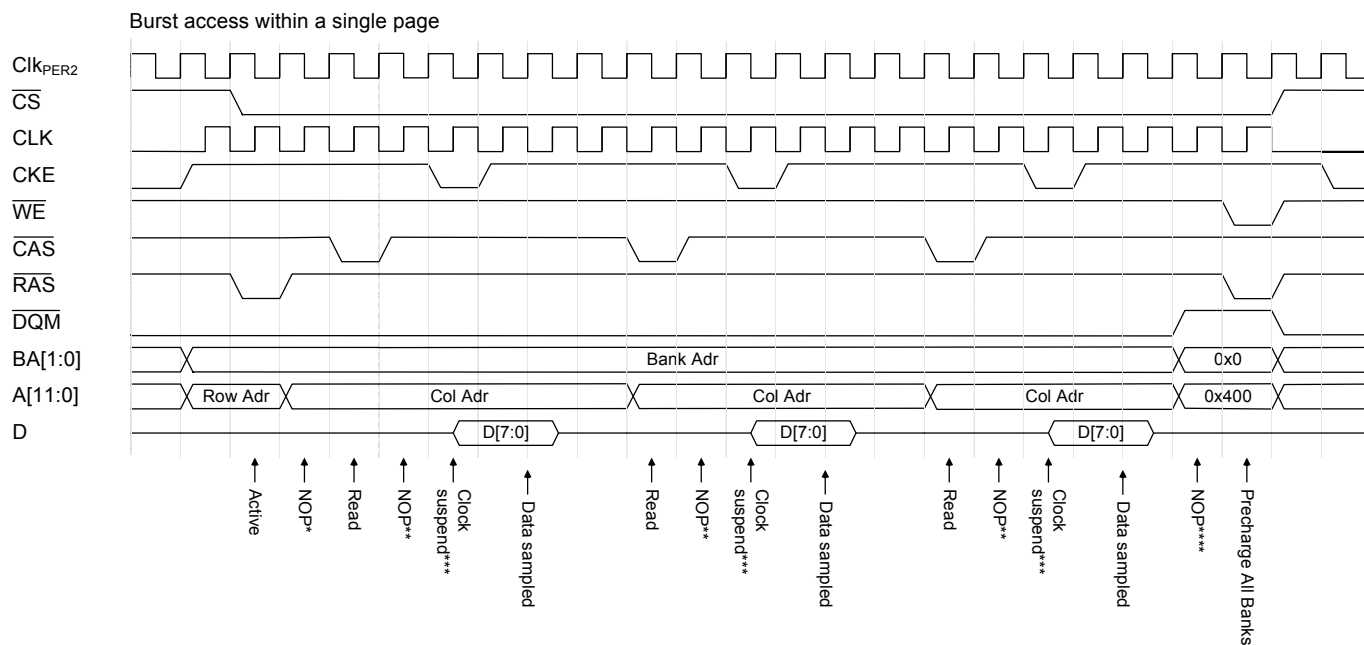 Burst access within a single page
ClkPER2
CS
CLK
CKE
WE
CAS
RAS
DQM
BA[1:0]
Bank Adr
0x0
A[11:0]
Row Adr
Col Adr
Col Adr
Col Adr
0x400
D
D[7:0]
D[7:0]
D[7:0]
Active
NOP*
Read
NOP**
Clock
suspend***
Data sampled
Read
NOP**
Clock
suspend***
Data sampled
Read
NOP**
Clock
suspend***
Data sampled
NOP****
Precharge All Banks